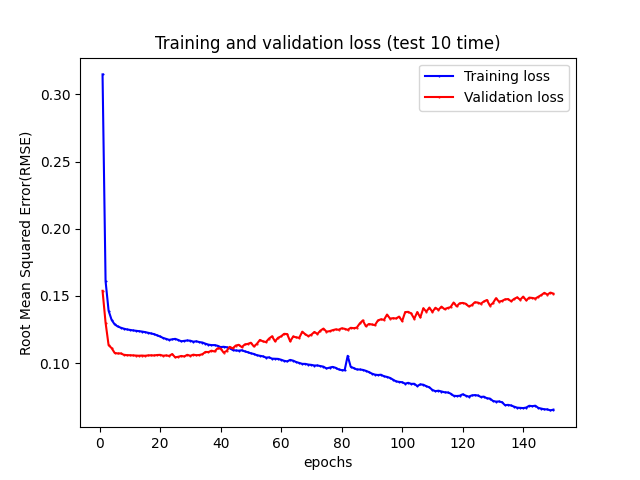 Training and validation loss (test 10 time)
Training loss
Validation loss
Root Mean Squared Error(RMSE)
0.30
0.25
0.20
0.15
0.10
0 20 40 60 80 100 120 140
epochs